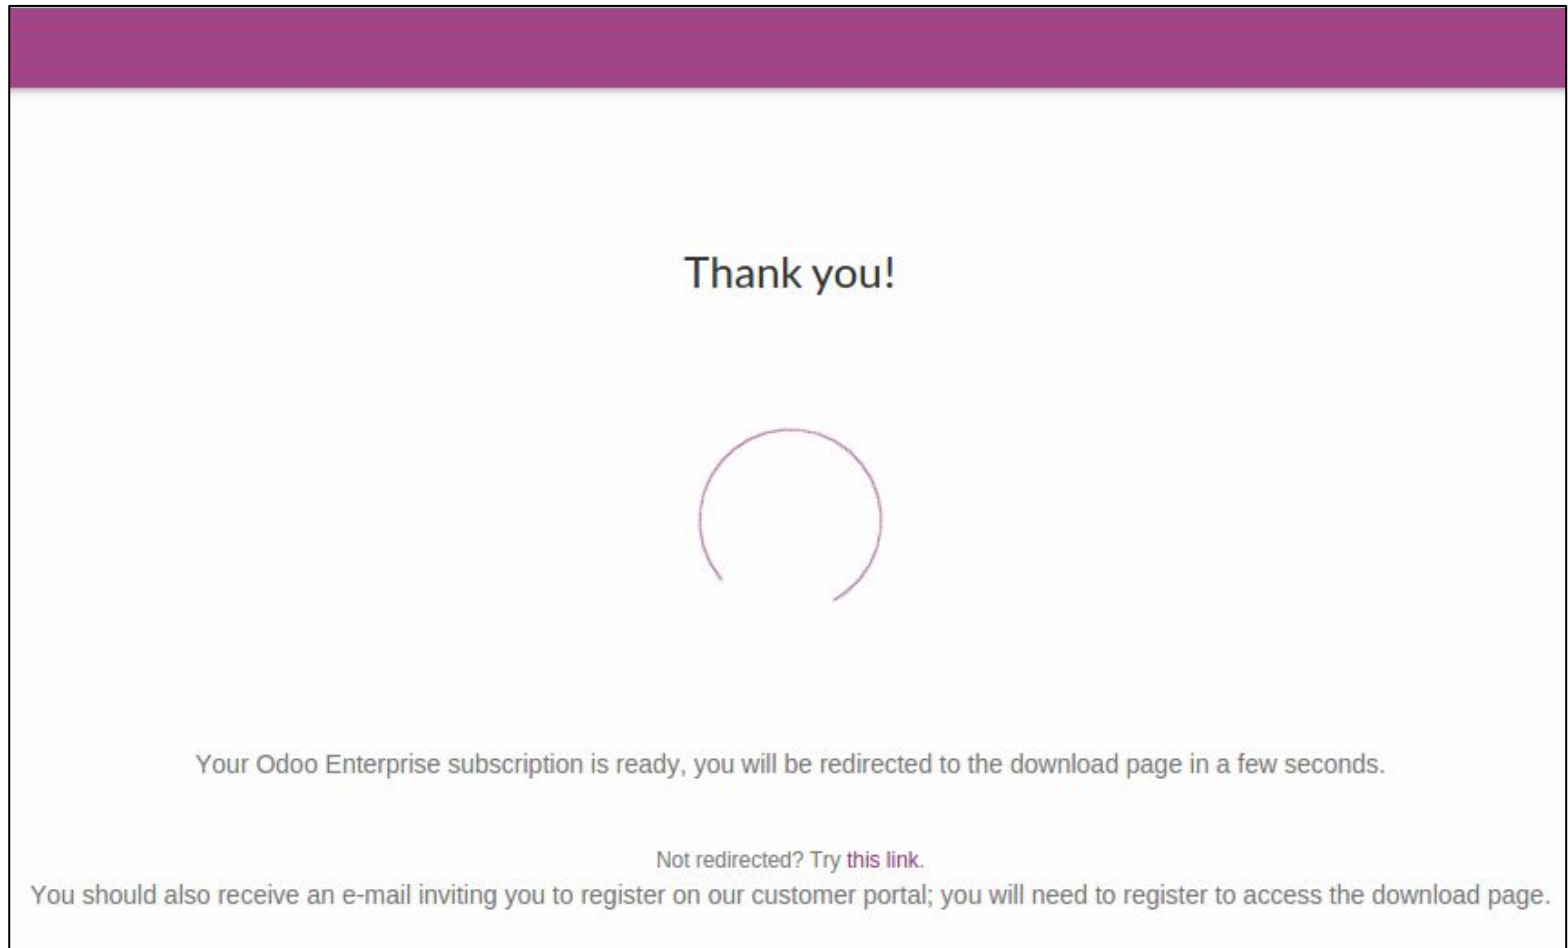 Thank you!
Your Odoo Enterprise subscription is ready, you will be redirected to the download page in a few seconds.
Not redirected? Try this link.
You should also receive an e-mail inviting you to register on our customer portal; you will need to register to access the download page.